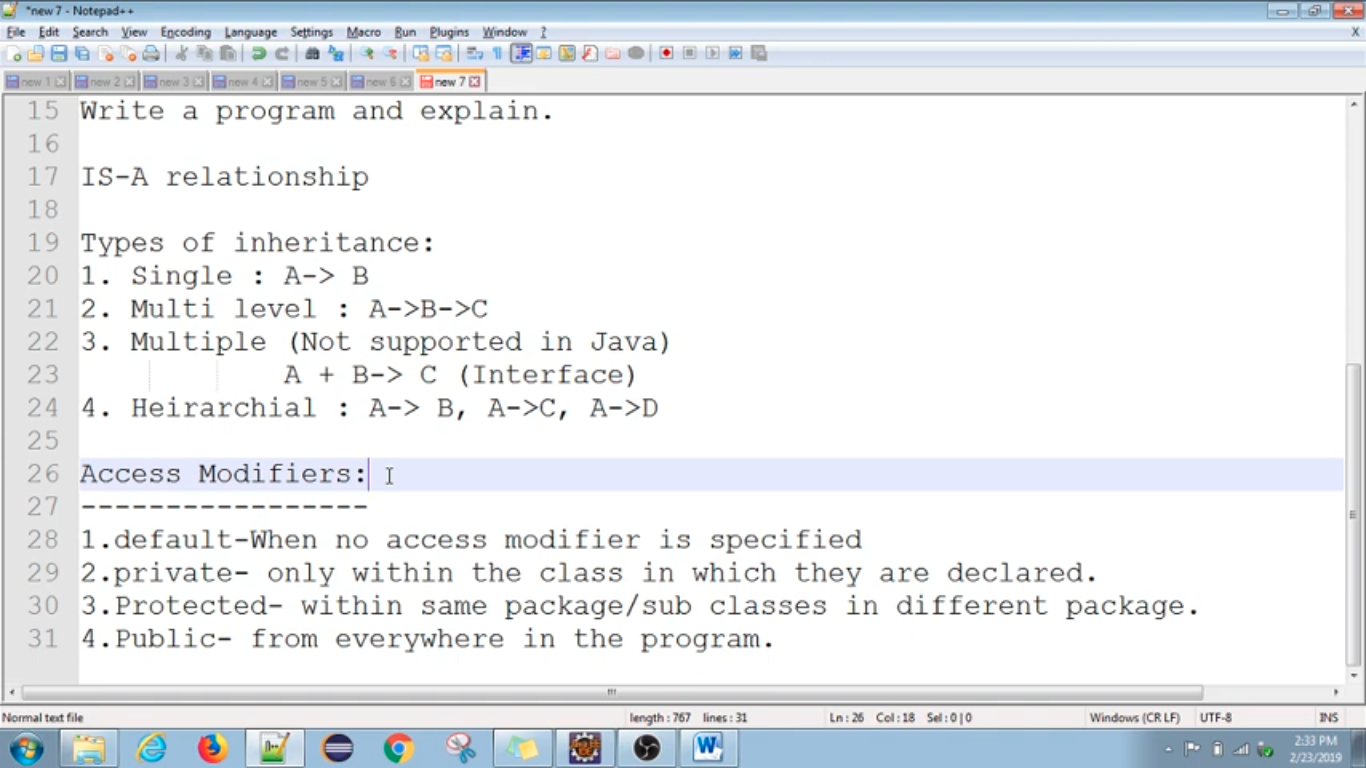 *new 7 - Notepad++
File Edit Search View Encoding Language Settings Macro Run Plugins Window ? X
new 1 new 2 new 3 new 4 new 5 new 6 new 7
15 Write a program and explain.
16
17 IS-A relationship
18
19 Types of inheritance:
20 1. Single : A-> B
21 2. Multi level : A->B->C
22 3. Multiple (Not supported in Java)
23 A + B-> C (Interface)
24 4. Heirarchial : A-> B, A->C, A->D
25
26 Access Modifiers:
27 -----------------
28 1.default-When no access modifier is specified
29 2.private- only within the class in which they are declared.
30 3.Protected- within same package/sub classes in different package.
31 4.Public- from everywhere in the program.
Normal text file length : 767 lines : 31 Ln : 26 Col : 18 Sel : 0 | 0 Windows (CR LF) UTF-8 INS
2:33 PM
2/23/2019